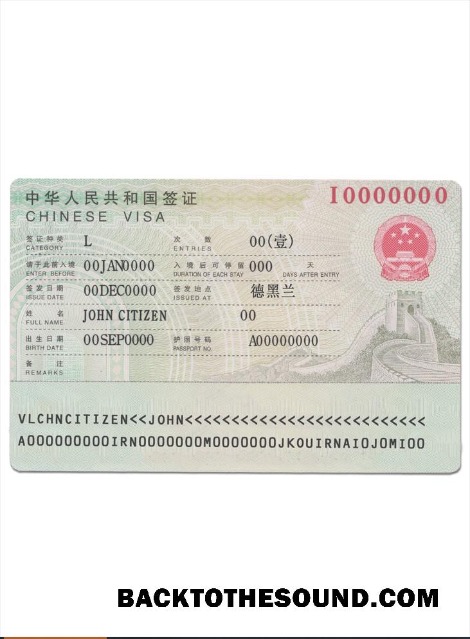 中华人民共和国签证 I0000000
CHINESE VISA
签证种类 L 次 数 00(壹)
CATEGORY ENTRIES
请于此前入境 00JAN0000 入境后可停留 000 天
ENTER BEFORE DURATION OF EACH STAY DAYS AFTER ENTRY
签发日期 00DEC0000 签发地点 德黑兰
ISSUE DATE ISSUED AT
姓 名 JOHN CITIZEN 00
FULL NAME
出生日期 00SEP0000 护照号码 A00000000
BIRTH DATE PASSPORT NO.
备 注
REMARKS
VLCHNCITIZEN<<JOHN<<<<<<<<<<<<<<<<<<<<<<<<<<
A000000000IRN0000000M0000000JKOUIRNAIOJOMIOO
BACKTOTHESOUND.COM